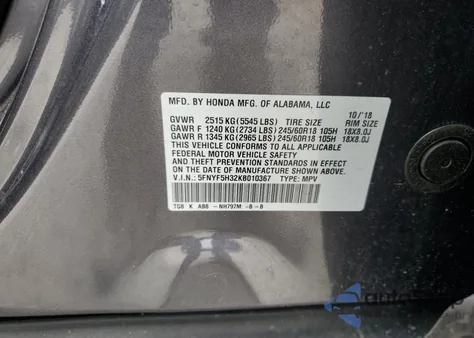 MFD. BY HONDA MFG. OF ALABAMA, LLC 10/'18
GVWR 2515 KG(5545 LBS) TIRE SIZE RIM SIZE
GAWR F 1240 KG(2734 LBS)245/60R18 105H 18X8.0J
GAWR R 1345 KG(2965 LBS)245/60R18 105H 18X8.0J
THIS VEHICLE CONFORMS TO ALL APPLICABLE
FEDERAL MOTOR VEHICLE SAFETY
AND THEFT PREVENTION STANDARDS IN EFFECT
ON THE DATE OF MANUFACTURE SHOWN ABOVE.
V.I.N.: 5FNYF5H32KB010367 TYPE: MPV
TG8 K ABB -NH797M -B-B